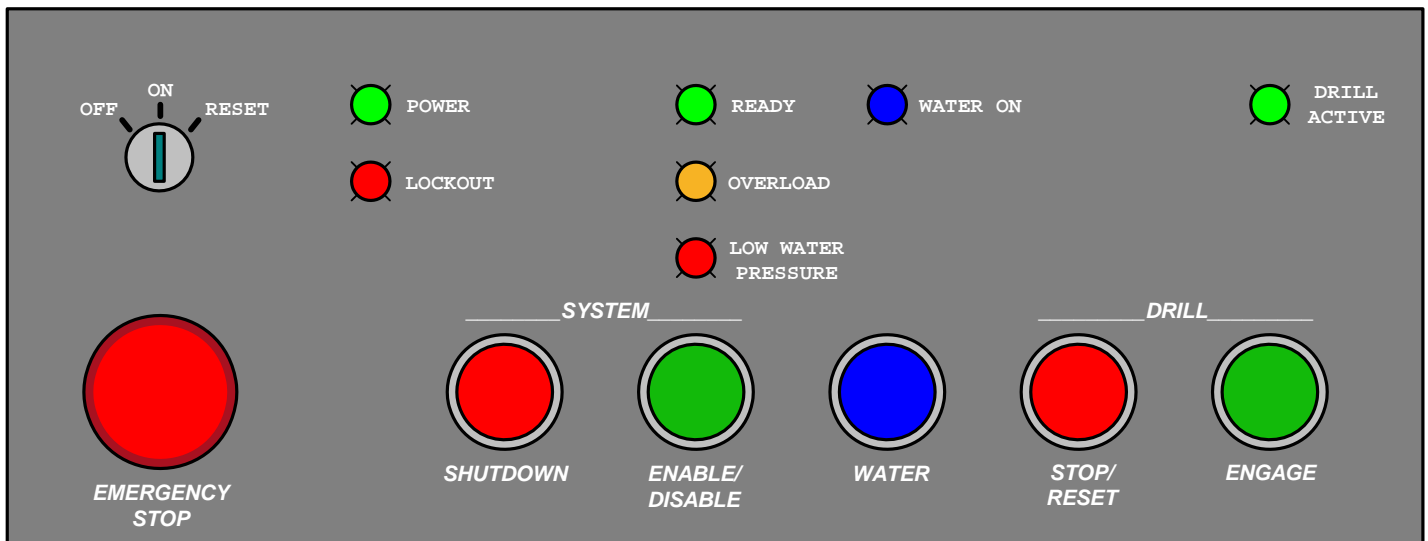 ON
OFF
RESET
POWER
READY
WATER ON
DRILL
ACTIVE
LOCKOUT
OVERLOAD
LOW WATER
PRESSURE
SYSTEM
DRILL
EMERGENCY
STOP
SHUTDOWN
ENABLE/
DISABLE
WATER
STOP/
RESET
ENGAGE